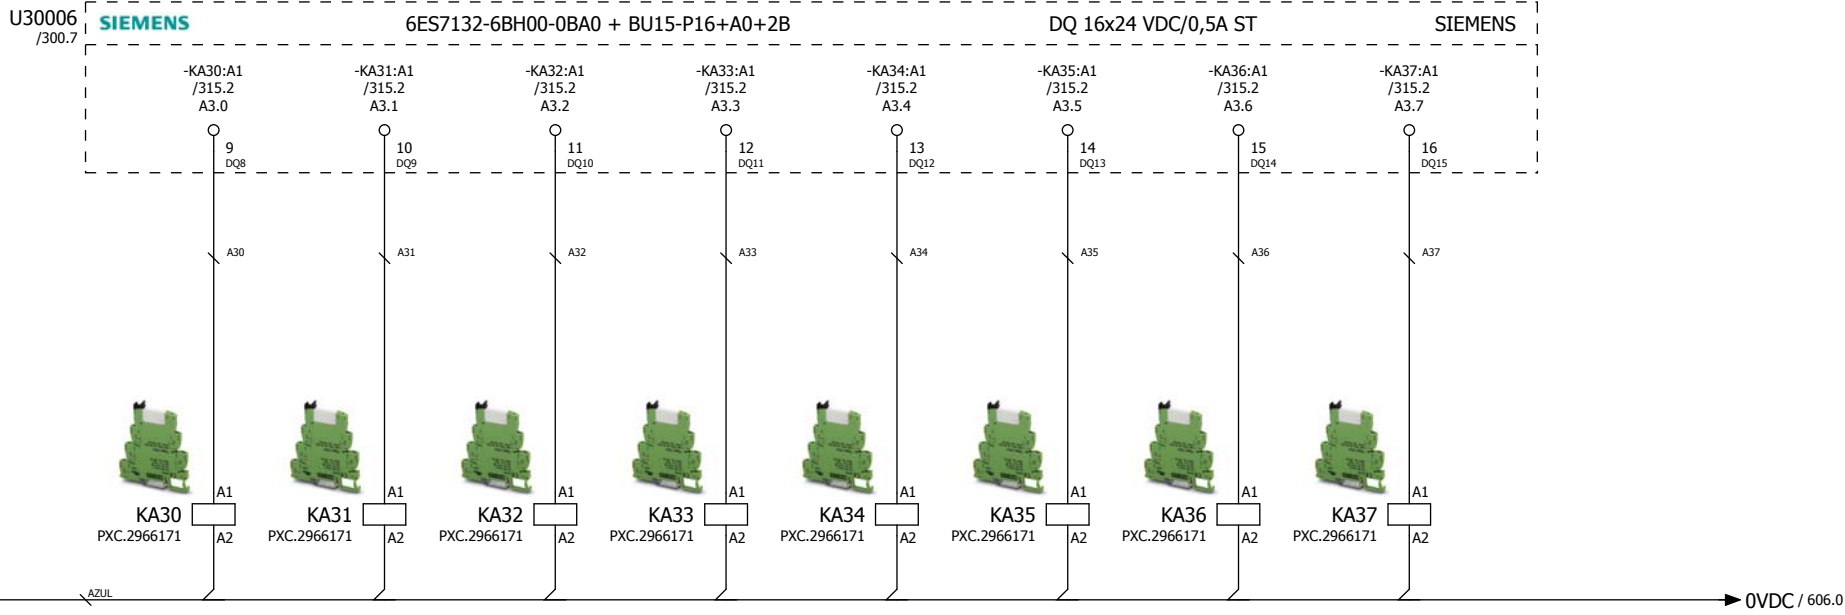 U30006 SIEMENS 6ES7132-6BH00-0BA0 + BU15-P16+A0+2B DQ 16x24 VDC/0,5A ST SIEMENS
/300.7
-KA30:A1 -KA31:A1 -KA32:A1 -KA33:A1 -KA34:A1 -KA35:A1 -KA36:A1 -KA37:A1
/315.2 /315.2 /315.2 /315.2 /315.2 /315.2 /315.2 /315.2
A3.0 A3.1 A3.2 A3.3 A3.4 A3.5 A3.6 A3.7
9 10 11 12 13 14 15 16
DQ8 DQ9 DQ10 DQ11 DQ12 DQ13 DQ14 DQ15
A30 A31 A32 A33 A34 A35 A36 A37
A1 A1 A1 A1 A1 A1 A1 A1
KA30 KA31 KA32 KA33 KA34 KA35 KA36 KA37
PXC.2966171 A2 PXC.2966171 A2 PXC.2966171 A2 PXC.2966171 A2 PXC.2966171 A2 PXC.2966171 A2 PXC.2966171 A2 PXC.2966171 A2
AZUL 0VDC / 606.0